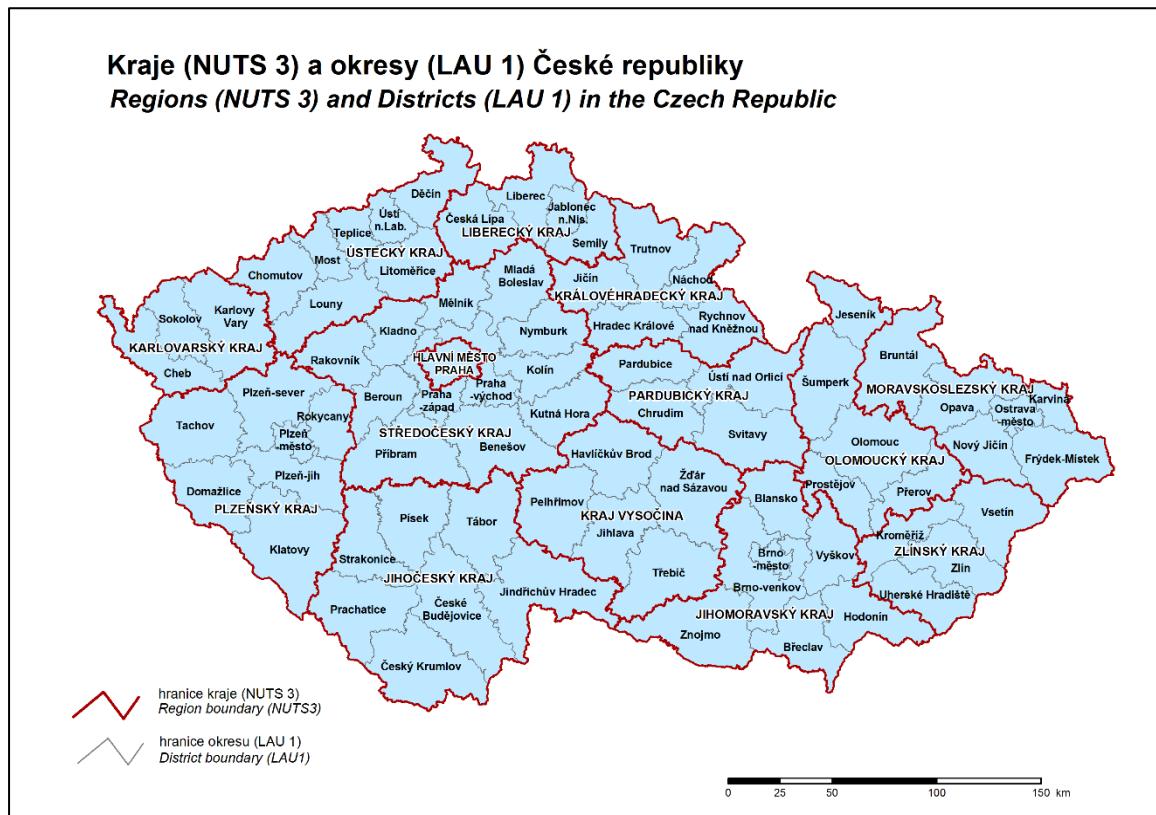 Kraje (NUTS 3) a okresy (LAU 1) České republiky
Regions (NUTS 3) and Districts (LAU 1) in the Czech Republic
Děčín
Liberec
Ústí
n.Lab.
Česká Lípa
Jablonec
n.Nis.
Teplice
LIBERECKÝ KRAJ
Semily
Trutnov
ÚSTECKÝ KRAJ
Most
Litoměřice
Chomutov
Mladá
Boleslav
Jičín
Náchod
KRÁLOVÉHRADECKÝ KRAJ
Louny
Mělník
Karlovy
Vary
Sokolov
Kladno
Nymburk
Hradec Králové
Rychnov
nad Kněžnou
Jeseník
KARLOVARSKÝ KRAJ
Rakovník
HLAVNÍ MĚSTO
PRAHA
Kolín
Pardubice
Bruntál
Cheb
Ústí nad Orlicí
Šumperk
Plzeň-sever
Beroun
Praha
-západ
Praha
-východ
PARDUBICKÝ KRAJ
MORAVSKOSLEZSKÝ KRAJ
Karviná
Rokycany
Kutná Hora
Chrudim
Opava
Ostrava-
město
Tachov
Plzeň
-město
STŘEDOČESKÝ KRAJ
Svitavy
Benešov
Příbram
Havlíčkův Brod
Olomouc
Nový Jičín
OLOMOUCKÝ KRAJ
Frýdek-Místek
Plzeň-jih
Žďár
nad Sázavou
Domažlice
Prostějov
Přerov
Pelhřimov
Blansko
PLZEŇSKÝ KRAJ
Písek
Tábor
KRAJ VYSOČINA
Vsetín
Jihlava
Kroměříž
Klatovy
Strakonice
Brno
-město
Vyškov
ZLÍNSKÝ KRAJ
Třebíč
Zlín
JIHOČESKÝ KRAJ
Jindřichův Hradec
Brno-venkov
Uherské Hradiště
Prachatice
České
Budějovice
JIHOMORAVSKÝ KRAJ
Hodonín
Znojmo
Břeclav
Český Krumlov
hranice kraje (NUTS 3)
Region boundary (NUTS3)
hranice okresu (LAU 1)
District boundary (LAU1)
0 25 50 100 150 km